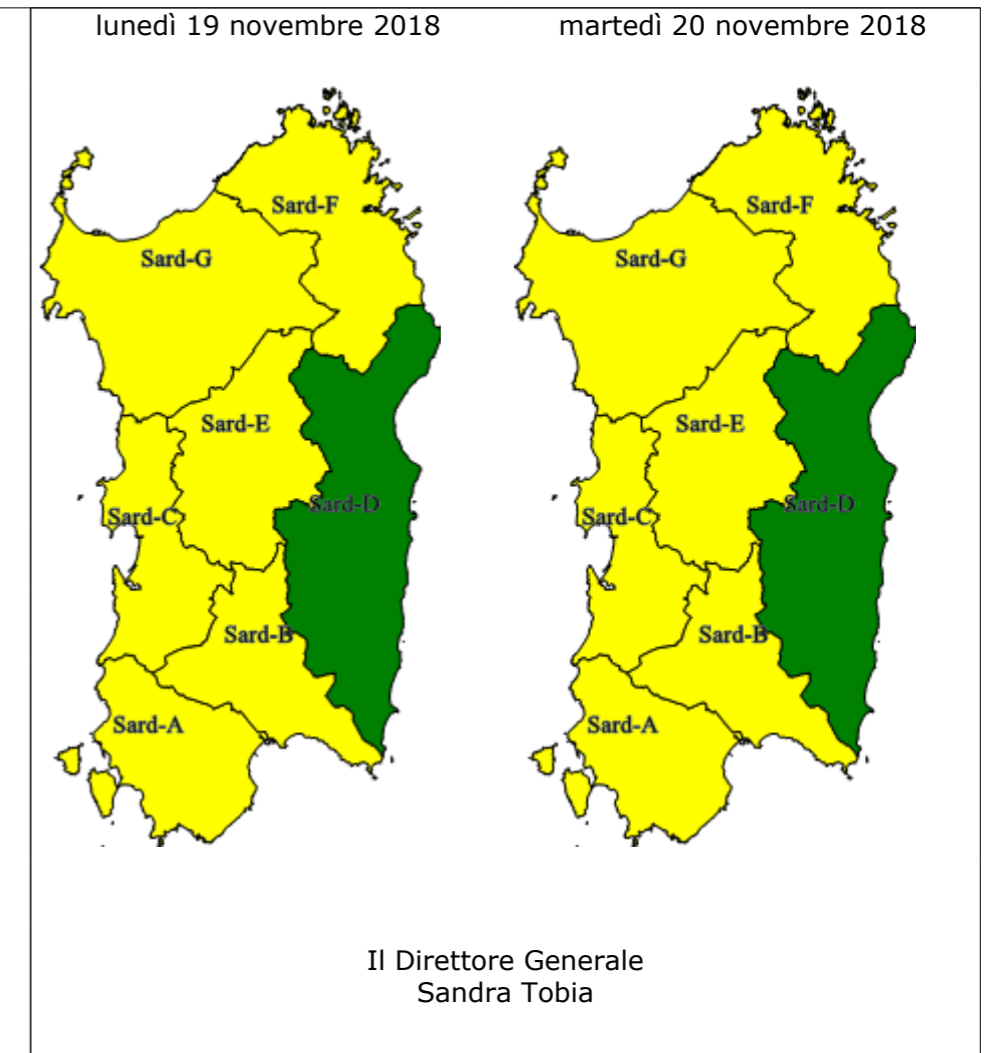 lunedì 19 novembre 2018
martedì 20 novembre 2018
Sard-F
Sard-G
Sard-E
Sard-D
Sard-C
Sard-B
Sard-A
Sard-F
Sard-G
Sard-E
Sard-D
Sard-C
Sard-B
Sard-A
Il Direttore Generale
Sandra Tobia